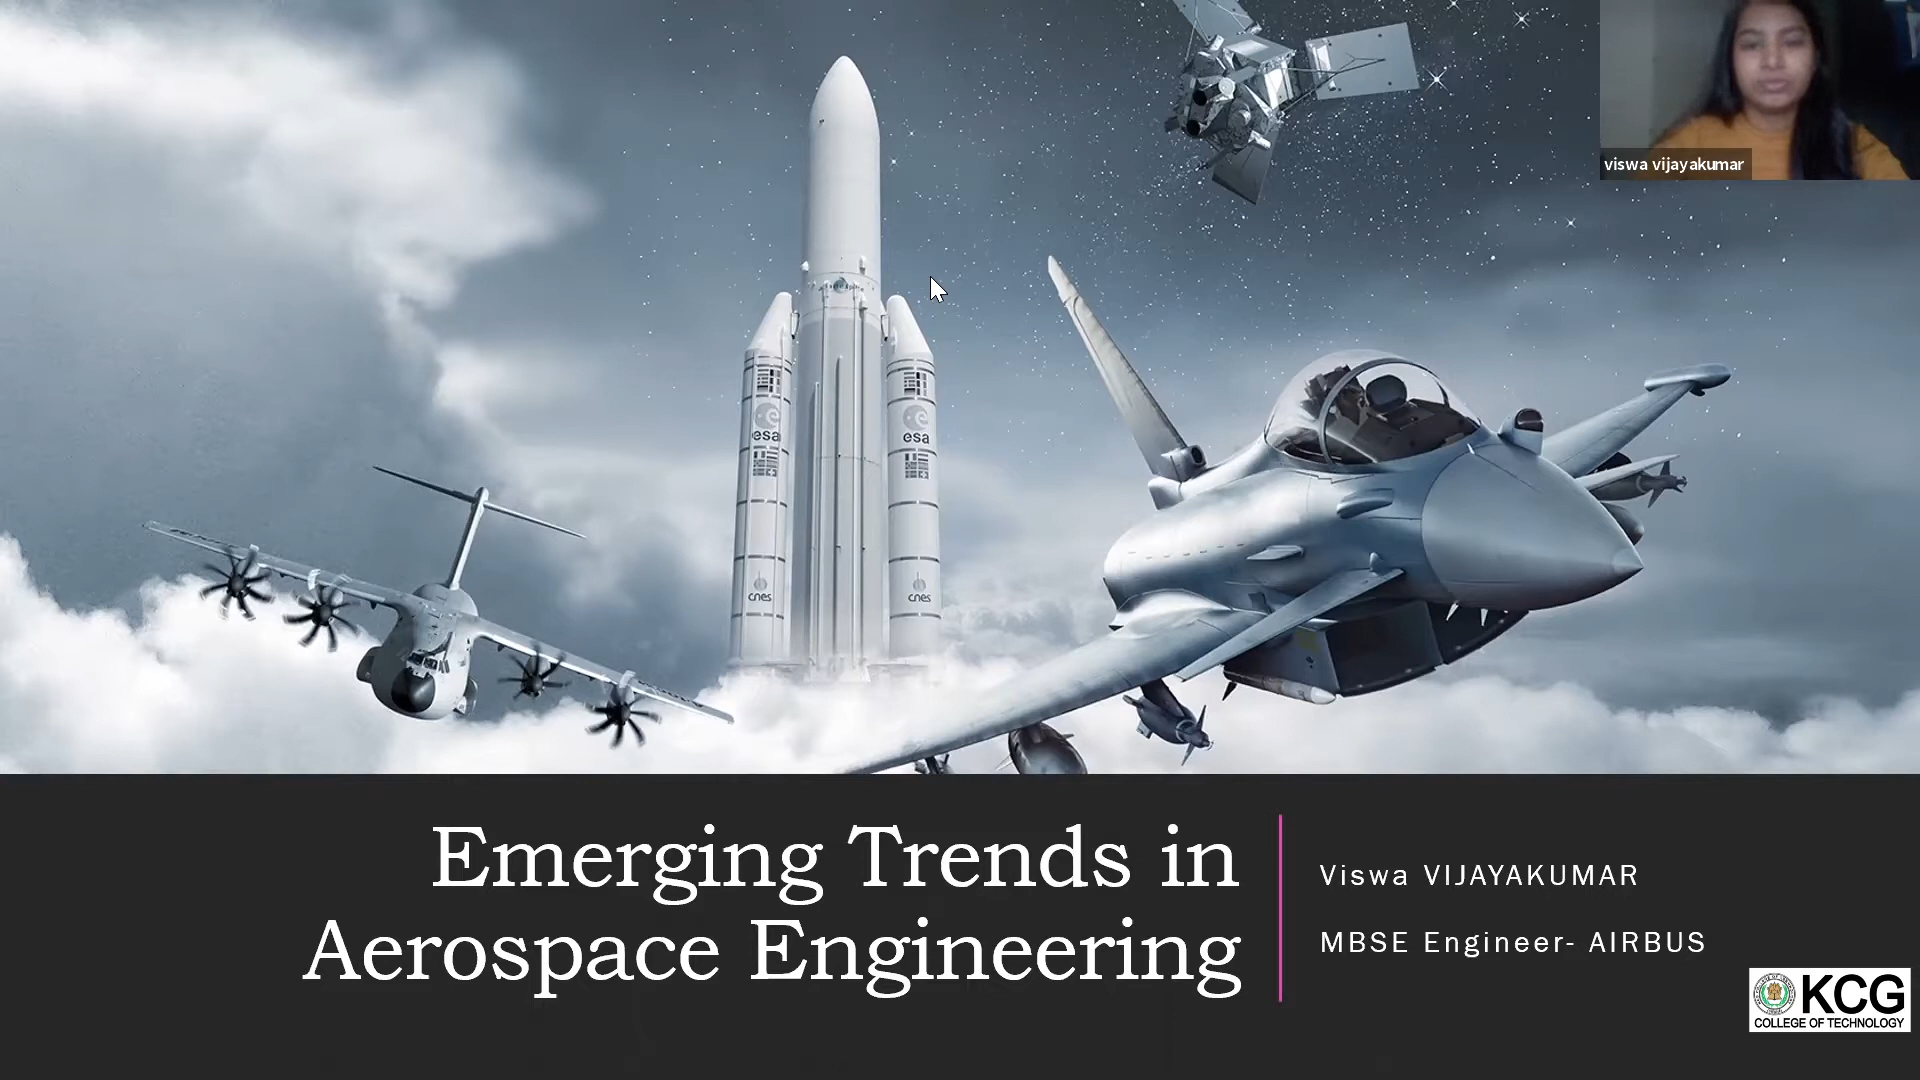 viswa vijayakumar
esa
esa
cnes
cnes
Emerging Trends in
Aerospace Engineering
Viswa VIJAYAKUMAR
MBSE Engineer- AIRBUS
KCG
COLLEGE OF TECHNOLOGY